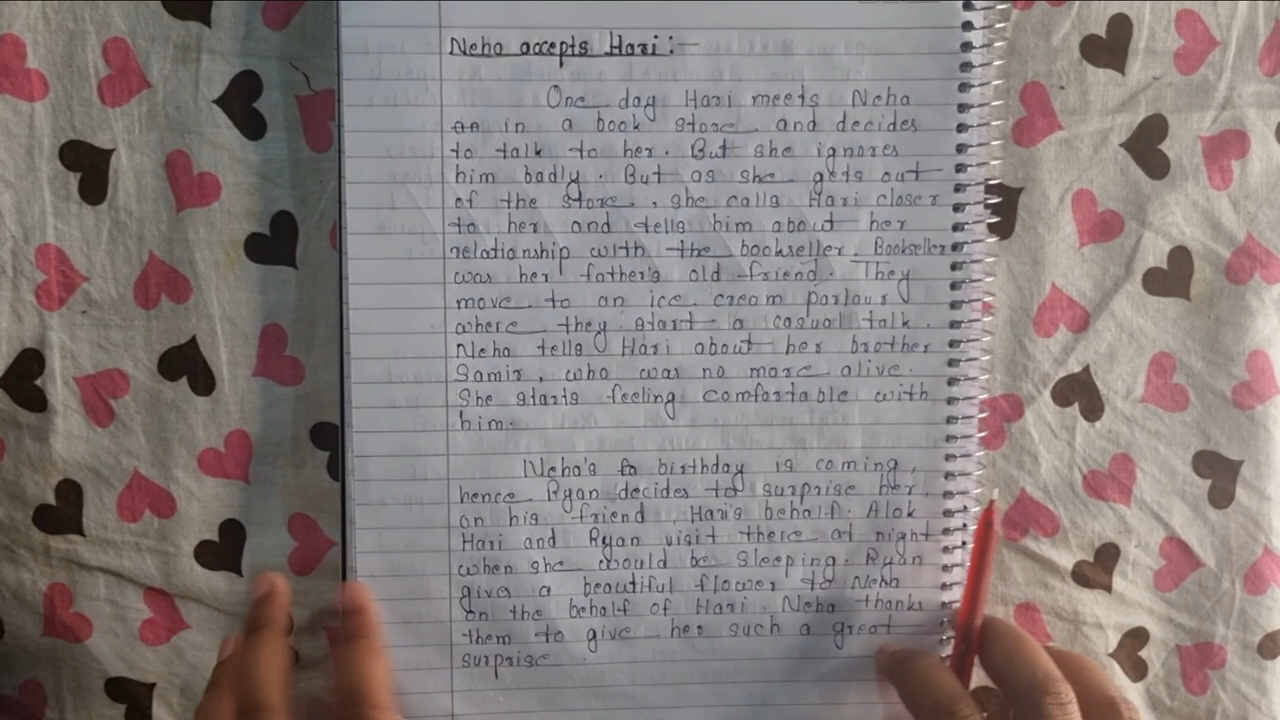 Neha accepts Hari :-
One day Hari meets Neha
in a book store and decides
to talk to her. But she ignores
him badly. But as she gets out
of the store, she calls Hari closer
to her and tells him about her
relationship with the bookseller. Bookseller
was her father's old friend. They
move to an ice cream parlour
where they start a casual talk.
Neha tells Hari about her brother
Samir, who was no more alive.
She starts feeling comfortable with
him.
Neha's birthday is coming,
hence Ryan decides to surprise her,
on his friend, Hari's behalf. Alok
Hari and Ryan visit there at night
when she would be sleeping. Ryan
gives a beautiful flower to Neha
on the behalf of Hari. Neha thanks
them to give her such a great
surprise.